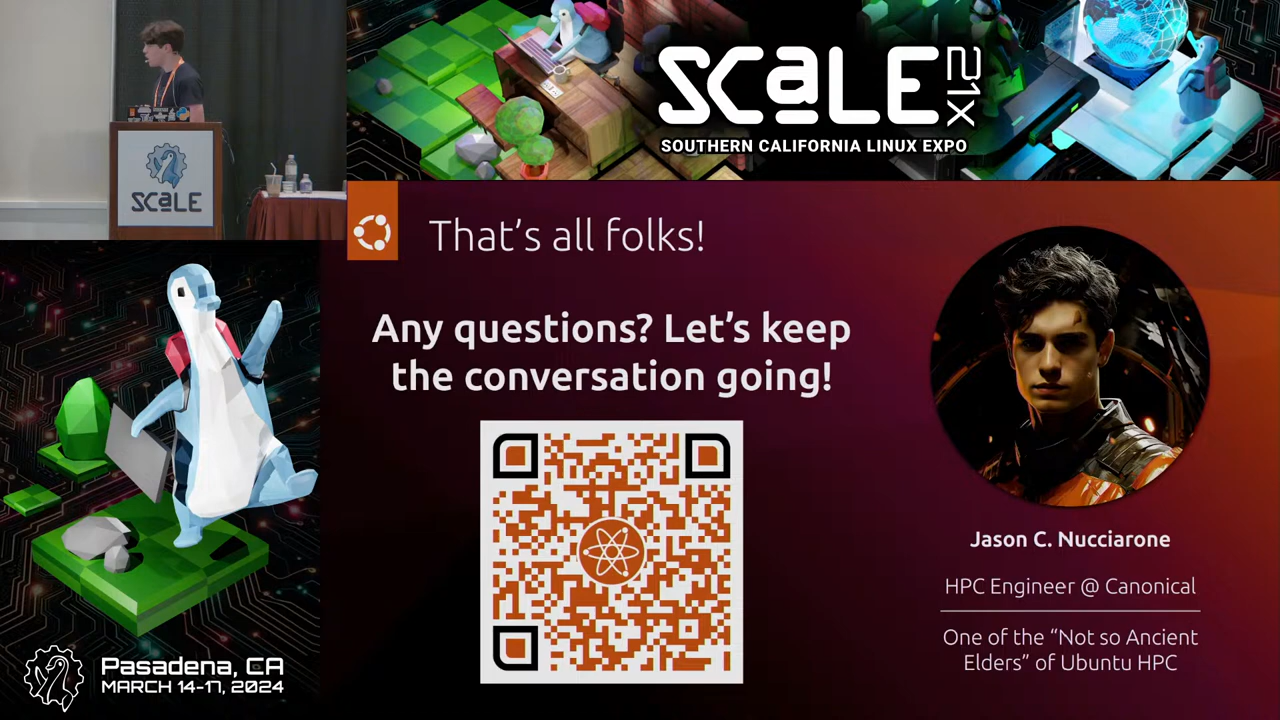 SCALE
SCALE 21X
SOUTHERN CALIFORNIA LINUX EXPO
That's all folks!
Any questions? Let's keep
the conversation going!
Jason C. Nucciarone
HPC Engineer @ Canonical
One of the “Not so Ancient
Elders” of Ubuntu HPC
Pasadena, CA
MARCH 14-17, 2024